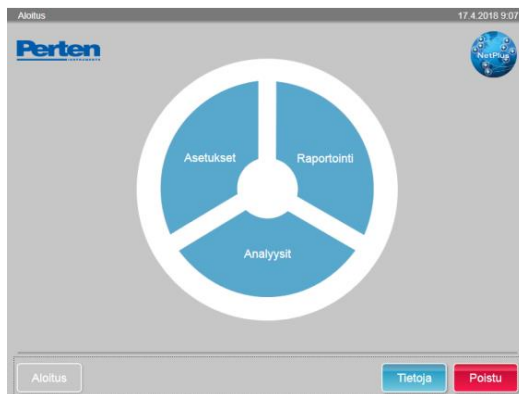 Aloitus
17.4.2018 9:07
Perten
INSTRUMENTS
NetPlus
Asetukset
Raportointi
Analyysit
Aloitus
Tietoja
Poistu